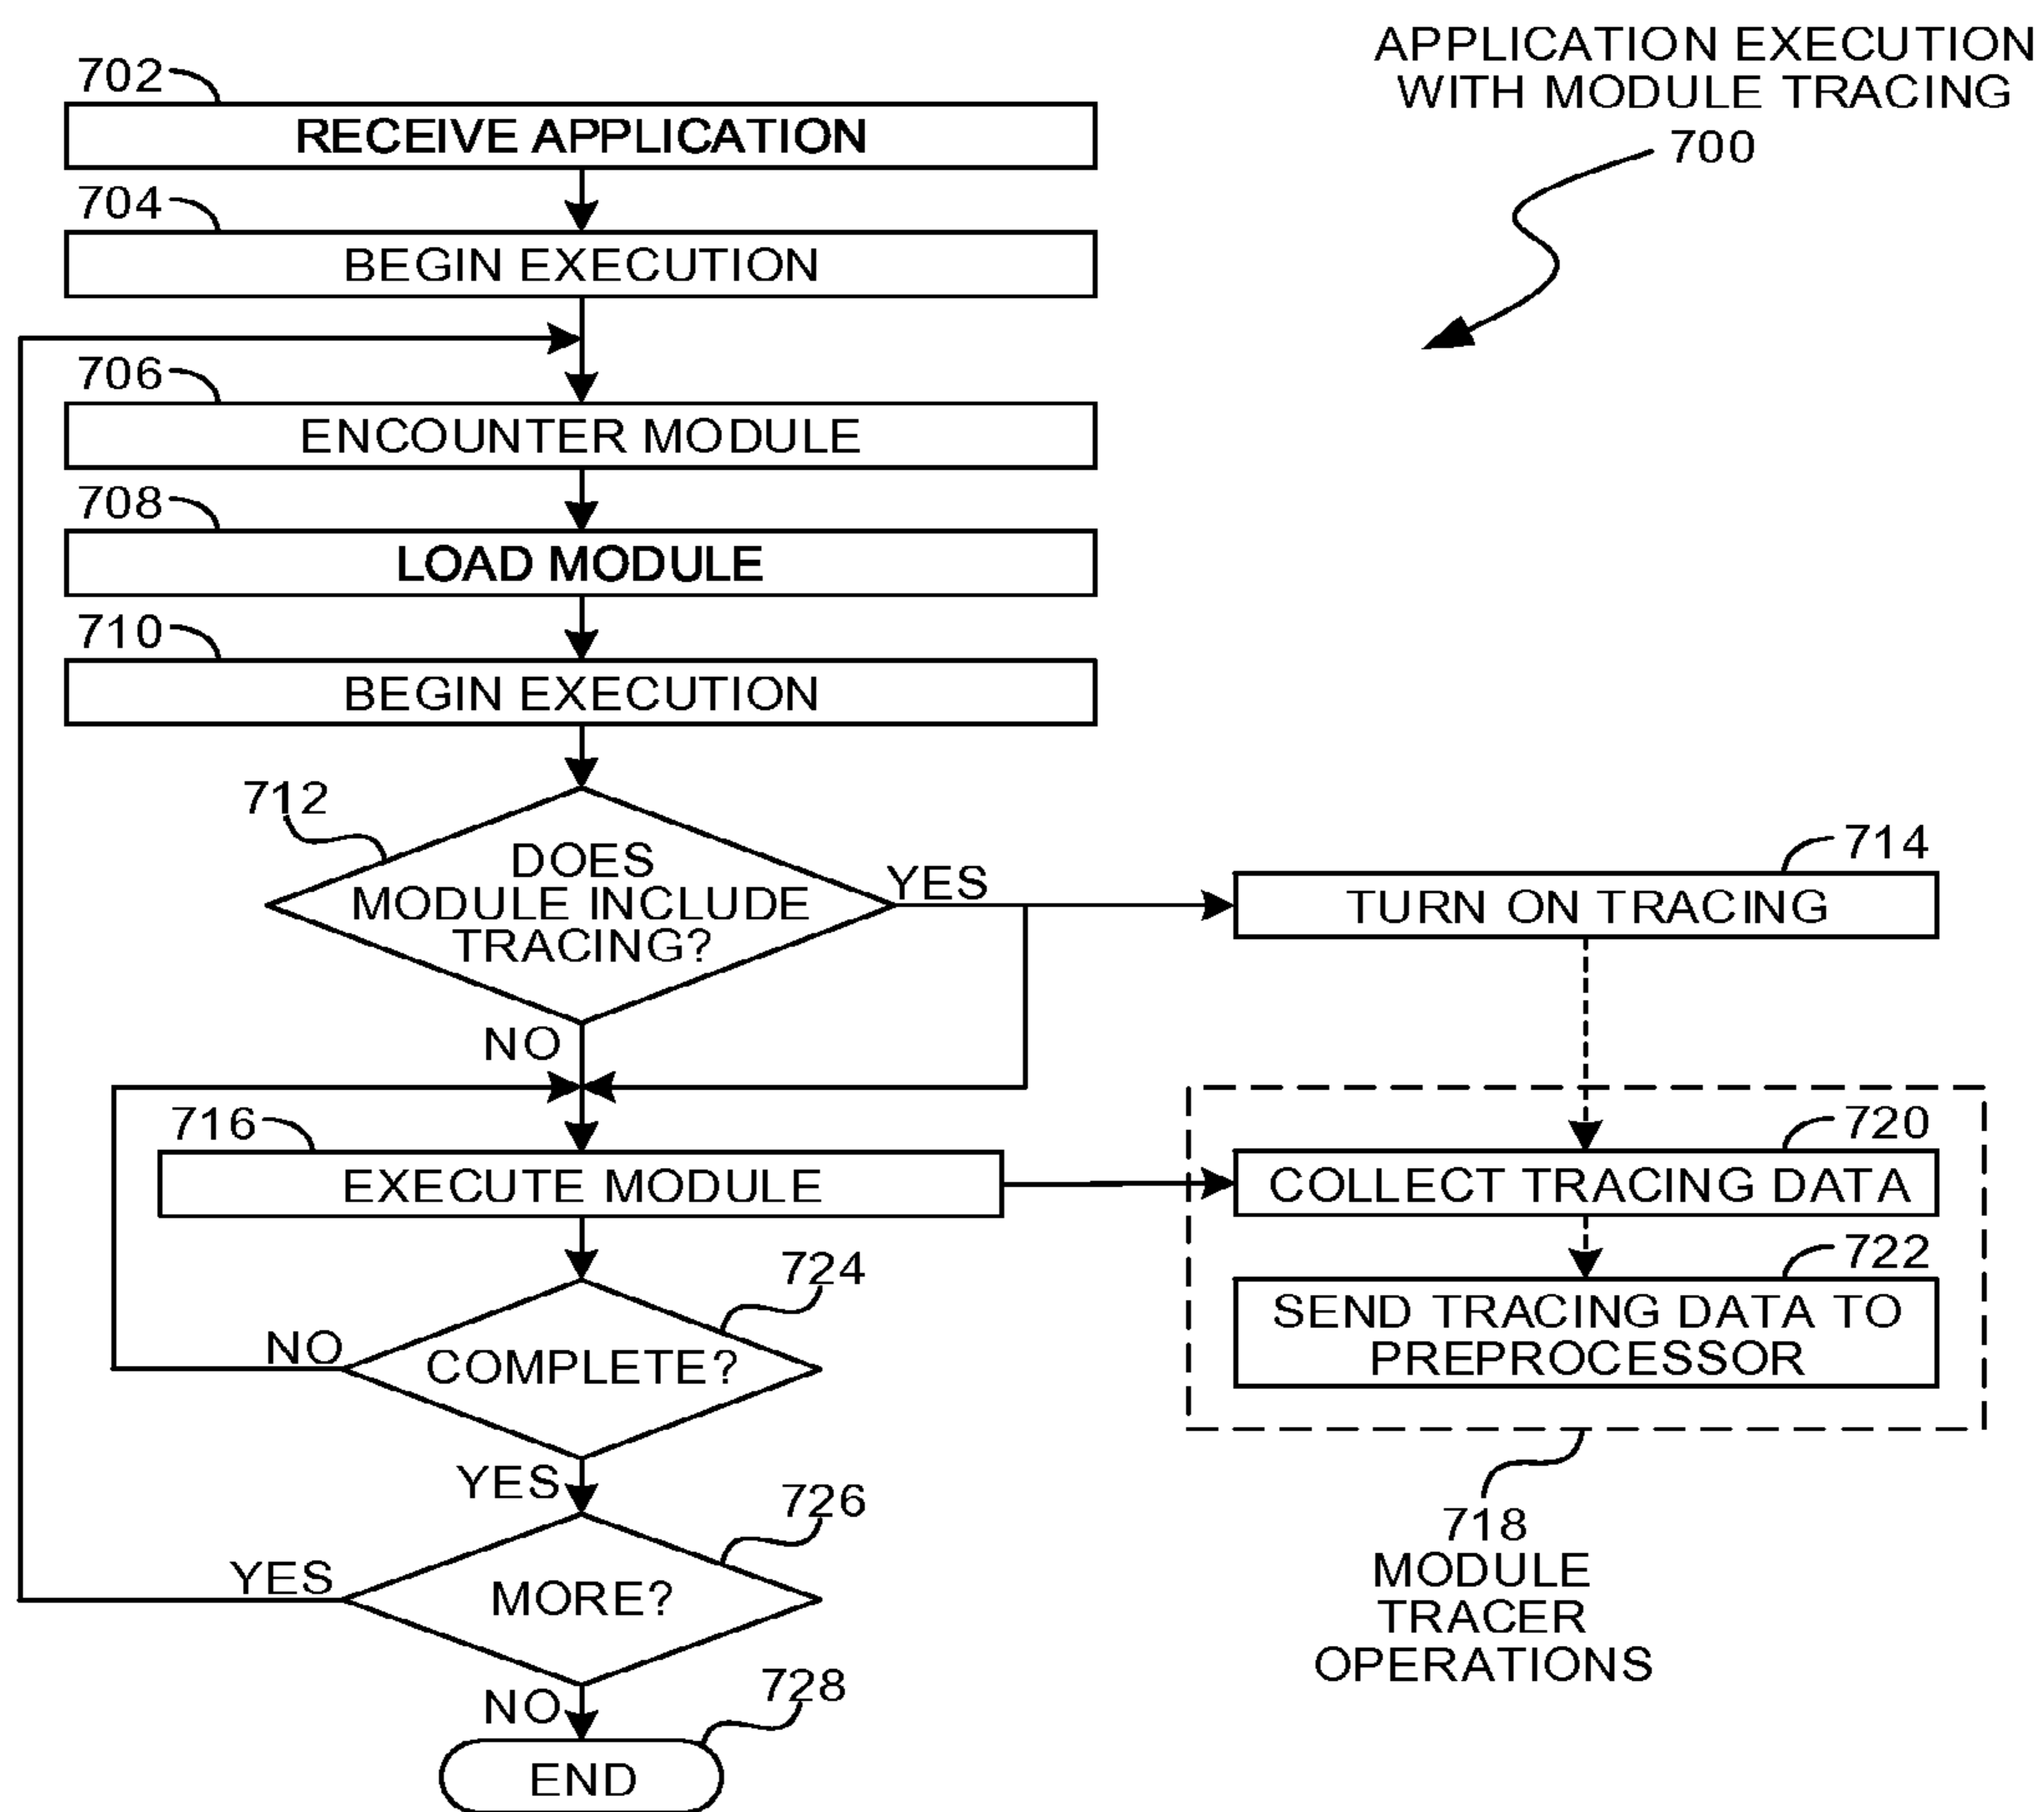 APPLICATION EXECUTION
WITH MODULE TRACING
700
702
RECEIVE APPLICATION
704
BEGIN EXECUTION
706
ENCOUNTER MODULE
708
LOAD MODULE
710
BEGIN EXECUTION
712
DOES
MODULE INCLUDE
TRACING?
YES
NO
714
TURN ON TRACING
716
EXECUTE MODULE
720
COLLECT TRACING DATA
722
SEND TRACING DATA TO
PREPROCESSOR
718
MODULE
TRACER
OPERATIONS
724
COMPLETE?
NO
YES
726
MORE?
YES
NO
728
END